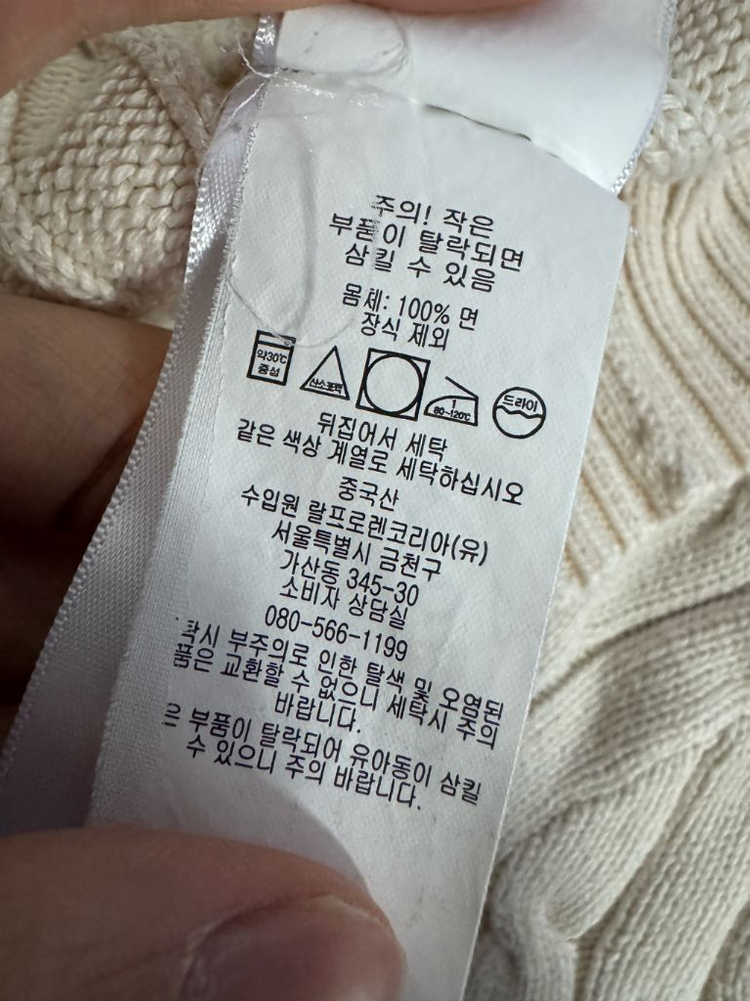 주의! 작은
부품이 탈락되면
삼킬 수 있음
몸체: 100% 면
장식 제외
약30℃ 중성
산소표백
1 80~120℃
드라이
뒤집어서 세탁
같은 색상 계열로 세탁하십시오
중국산
수입원 랄프로렌코리아(유)
서울특별시 금천구
가산동 345-30
소비자 상담실
080-566-1199
탁시 부주의로 인한 탈색 및 오염된
품은 교환할 수 없으니 세탁시 주의
바랍니다.
은 부품이 탈락되어 유아동이 삼킬
수 있으니 주의 바랍니다.